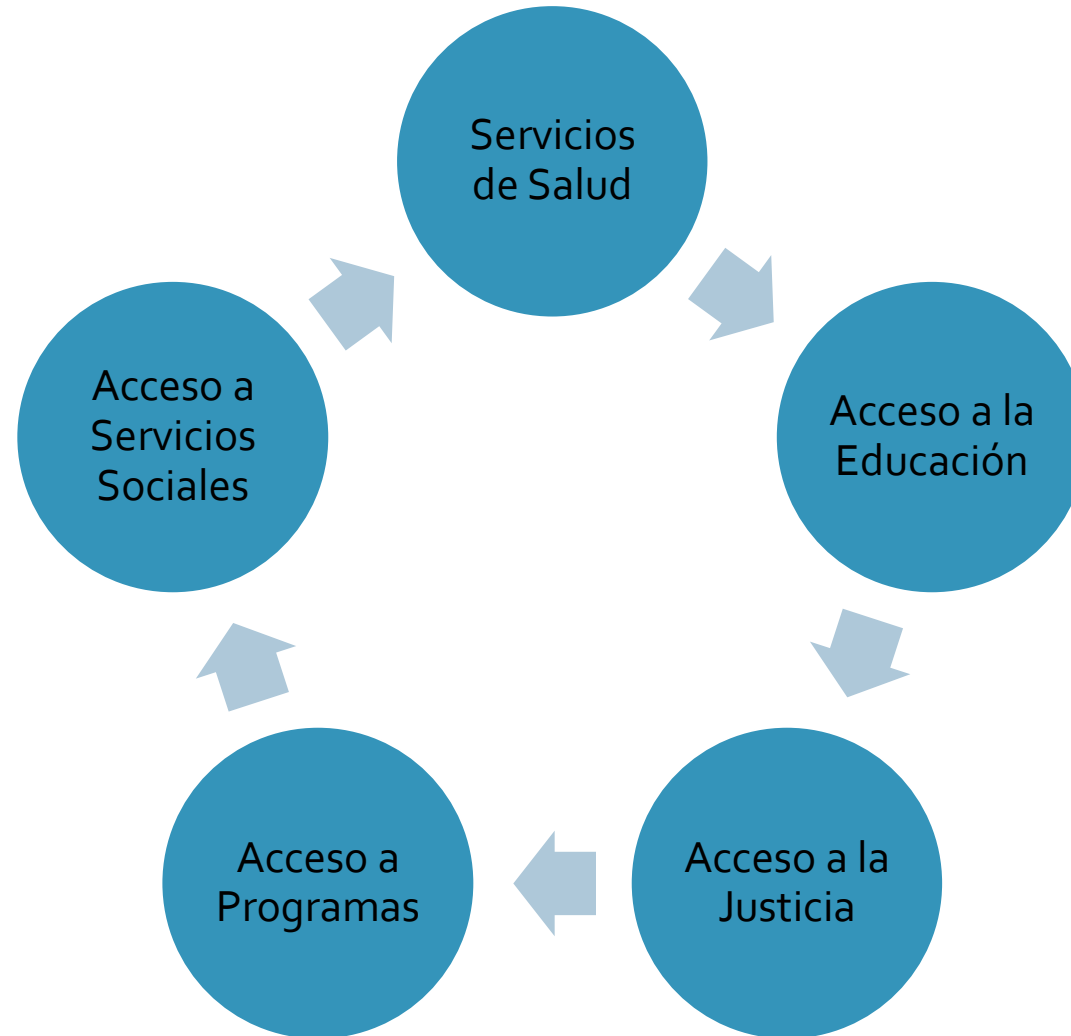 Servicios
de Salud
Acceso a la
Educación
Acceso a la
Justicia
Acceso a
Programas
Acceso a
Servicios
Sociales